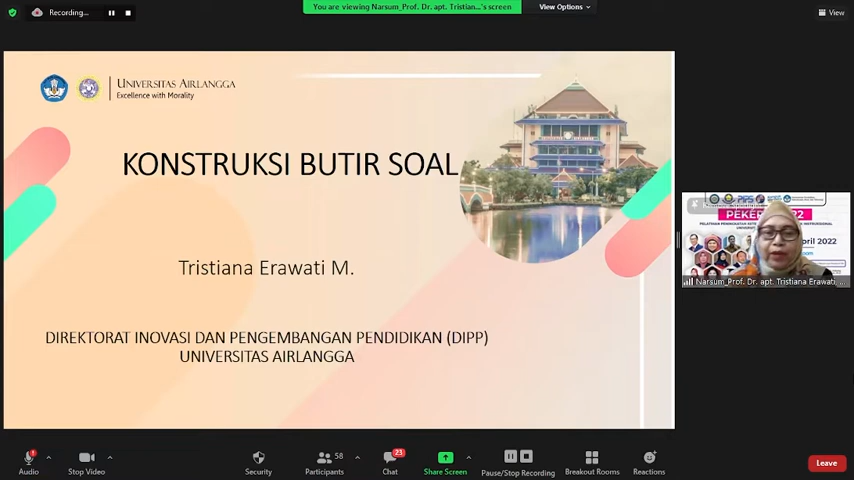 Recording...
You are viewing Narsum_Prof. Dr. apt. Tristian...'s screen
View Options
View
UNIVERSITAS AIRLANGGA
Excellence with Morality
KONSTRUKSI BUTIR SOAL
Tristiana Erawati M.
DIREKTORAT INOVASI DAN PENGEMBANGAN PENDIDIKAN (DIPP)
UNIVERSITAS AIRLANGGA
April 2022
Narsum_Prof. Dr. apt. Tristiana Erawati...
Audio
Stop Video
Security
58
Participants
23
Chat
Share Screen
Pause/Stop Recording
Breakout Rooms
Reactions
Leave